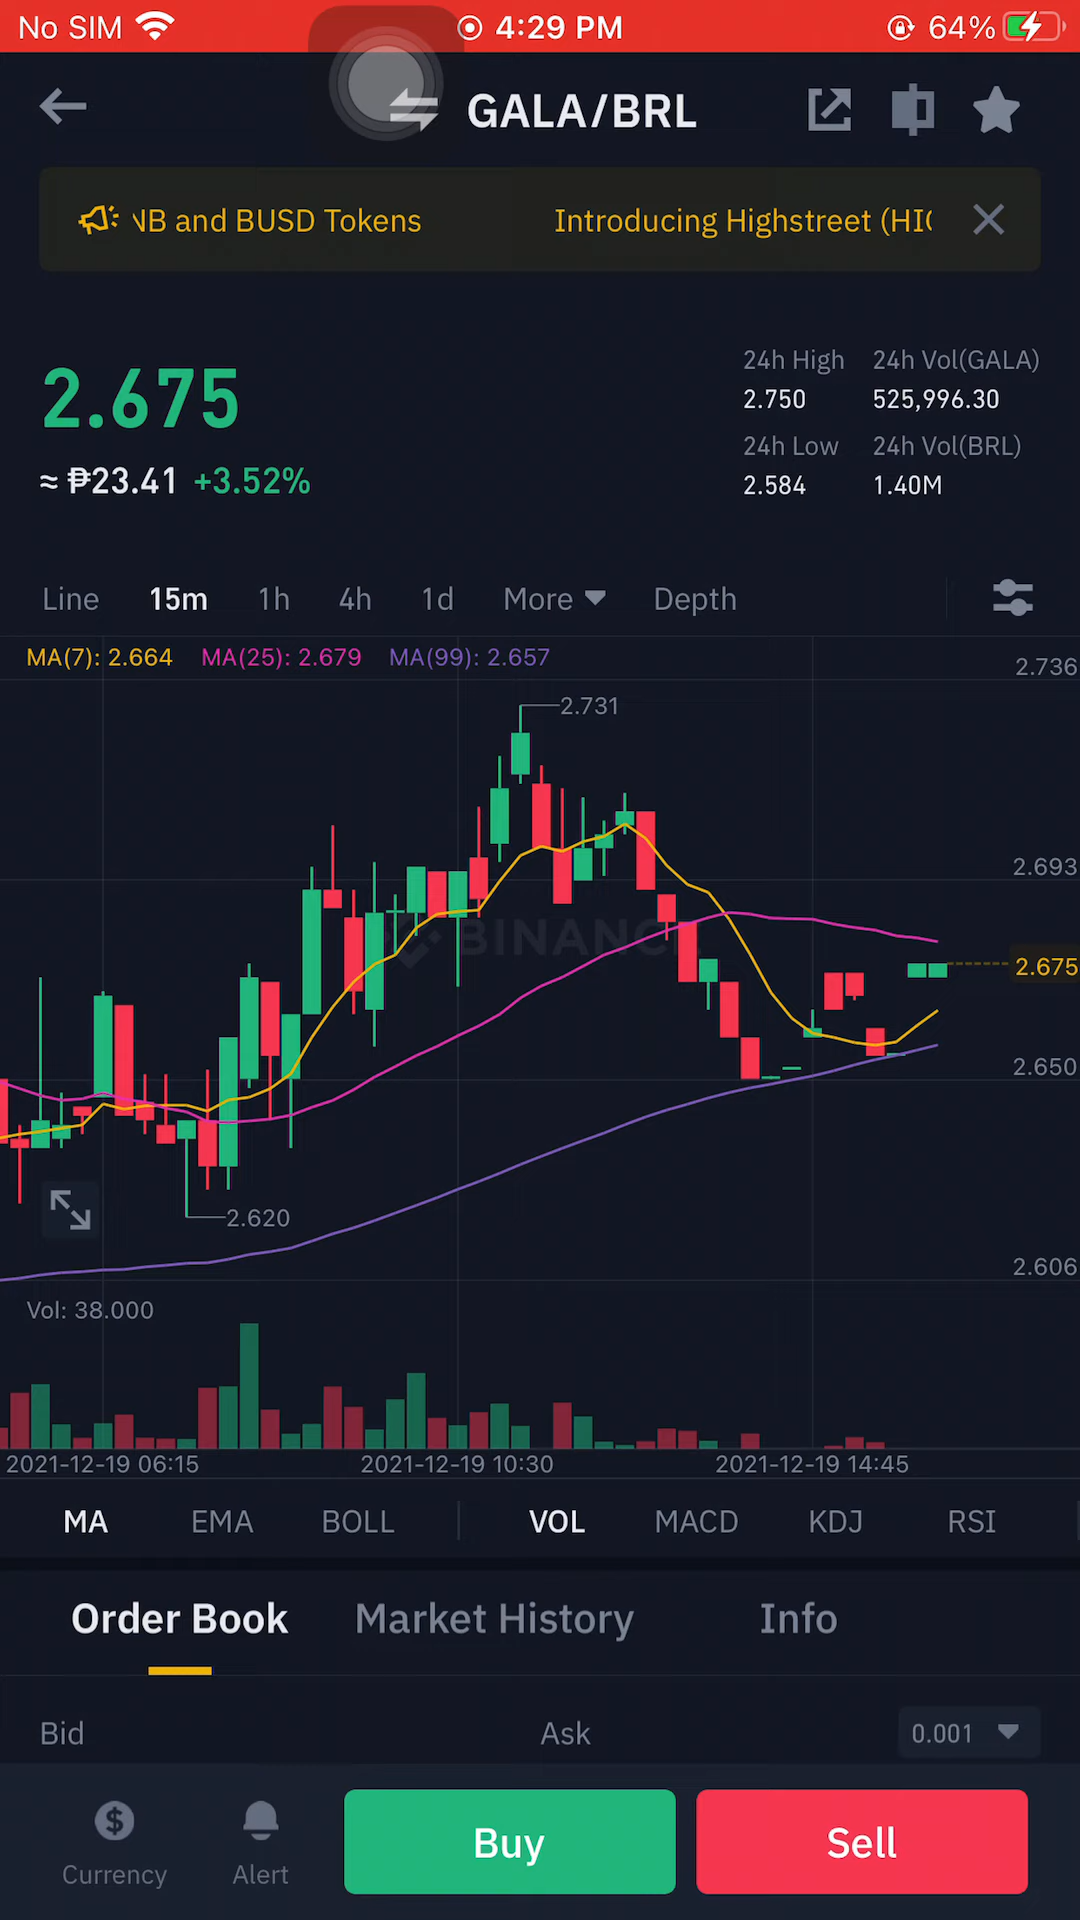 No SIM 4:29 PM 64%
GALA/BRL
NB and BUSD Tokens Introducing Highstreet (HIG
2.675
≈ ₱23.41 +3.52%
24h High 24h Vol(GALA)
2.750 525,996.30
24h Low 24h Vol(BRL)
2.584 1.40M
Line 15m 1h 4h 1d More Depth
MA(7): 2.664 MA(25): 2.679 MA(99): 2.657
2.736
2.731
2.693
BINANCE
2.675
2.650
2.620
2.606
Vol: 38.000
2021-12-19 06:15 2021-12-19 10:30 2021-12-19 14:45
MA EMA BOLL VOL MACD KDJ RSI
Order Book Market History Info
Bid Ask 0.001
Currency Alert Buy Sell